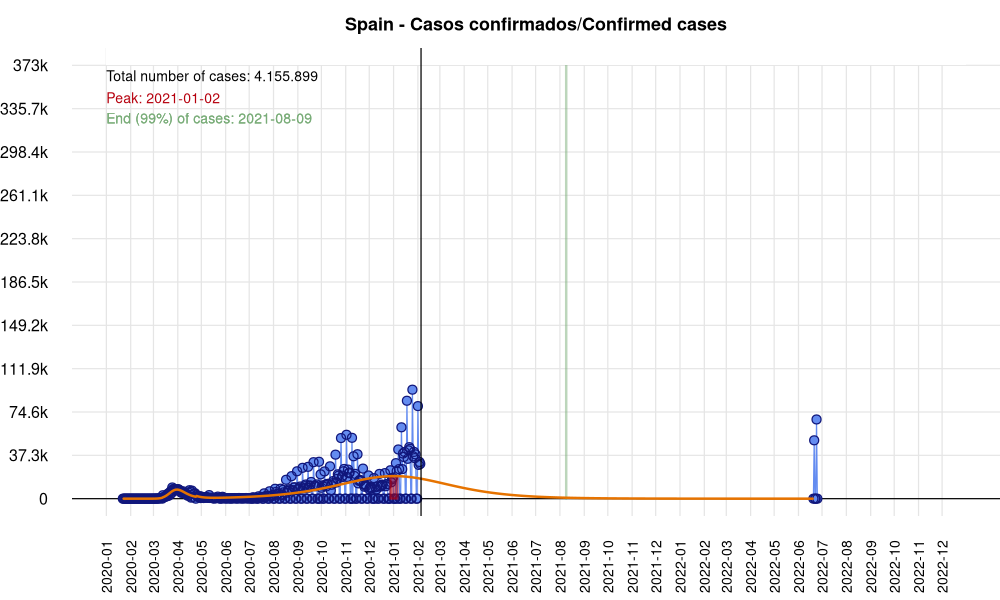 Spain - Casos confirmados/Confirmed cases
373k
335.7k
298.4k
261.1k
223.8k
186.5k
149.2k
111.9k
74.6k
37.3k
0
Total number of cases: 4.155.899
Peak: 2021-01-02
End (99%) of cases: 2021-08-09
2020-01
2020-02
2020-03
2020-04
2020-05
2020-06
2020-07
2020-08
2020-09
2020-10
2020-11
2020-12
2021-01
2021-02
2021-03
2021-04
2021-05
2021-06
2021-07
2021-08
2021-09
2021-10
2021-11
2021-12
2022-01
2022-02
2022-03
2022-04
2022-05
2022-06
2022-07
2022-08
2022-09
2022-10
2022-11
2022-12